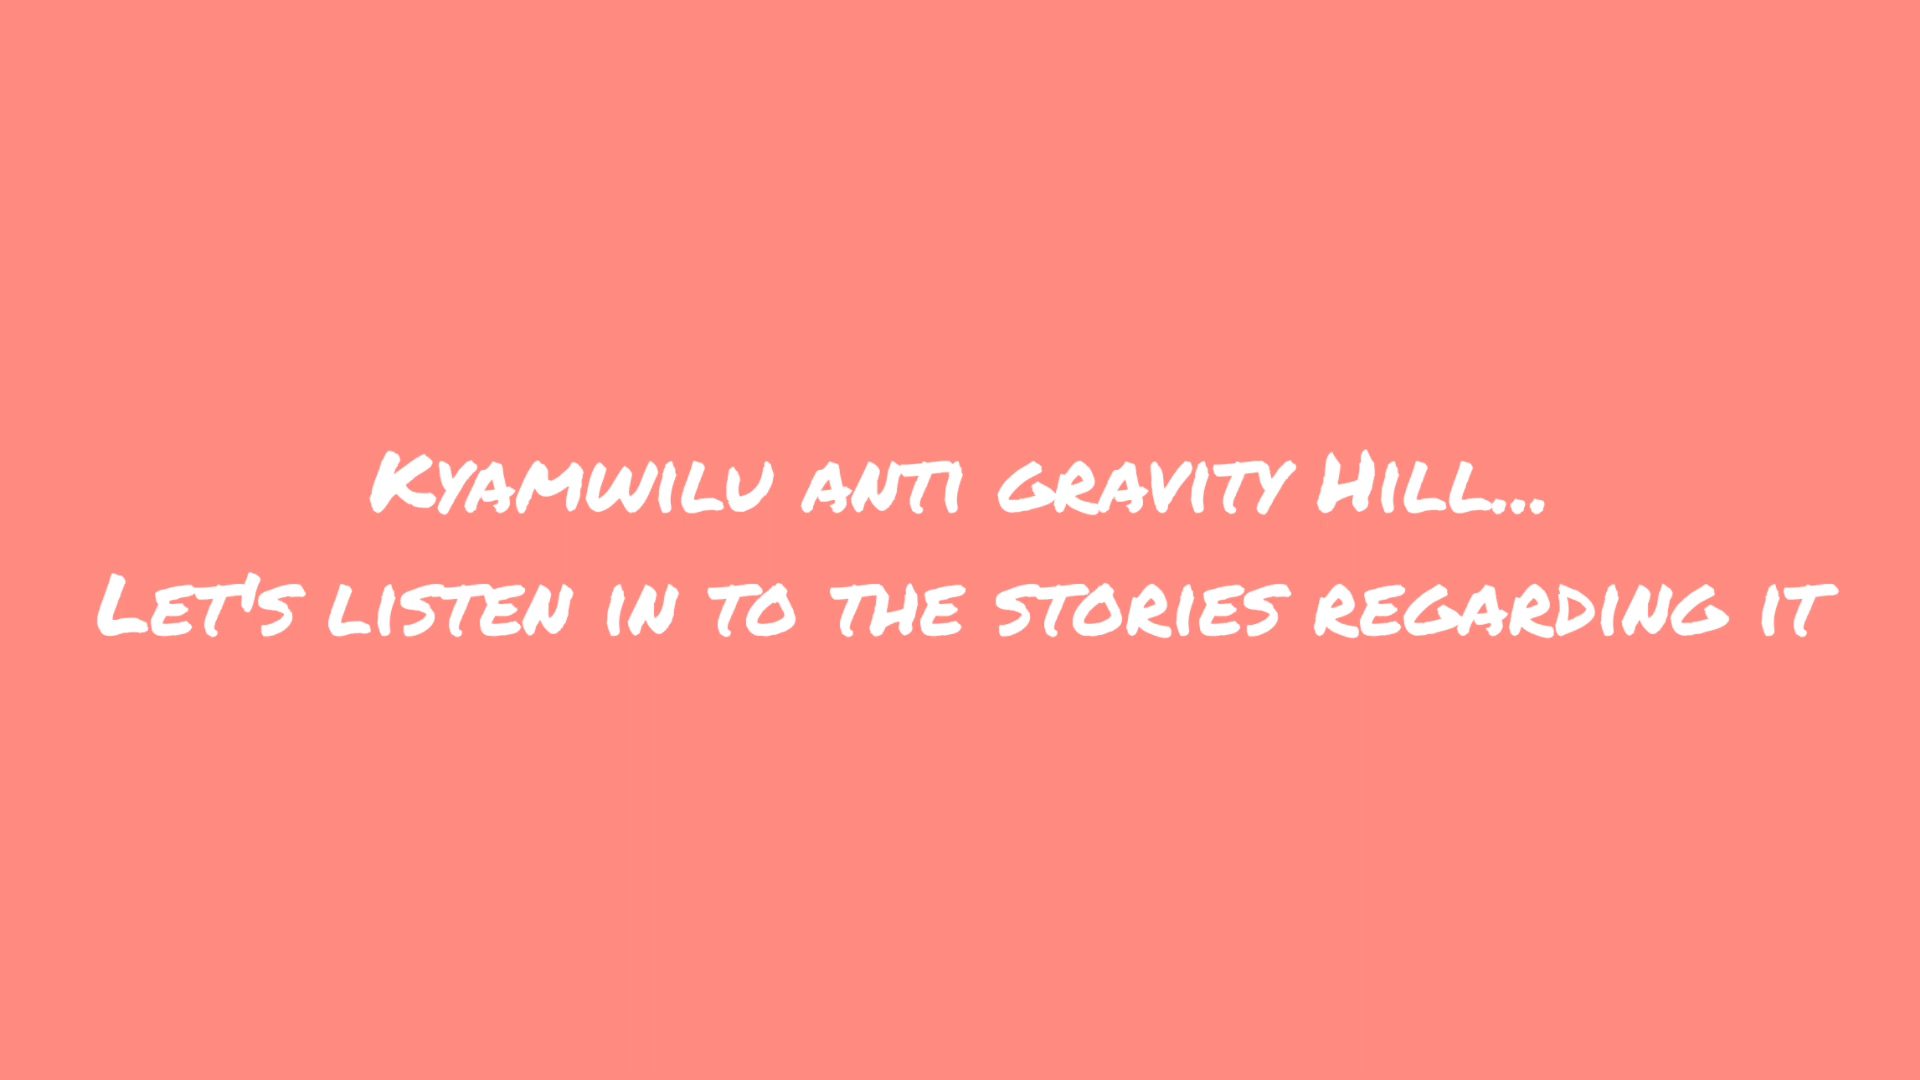 Kyamwilu anti gravity Hill...
Let's listen in to the stories regarding it